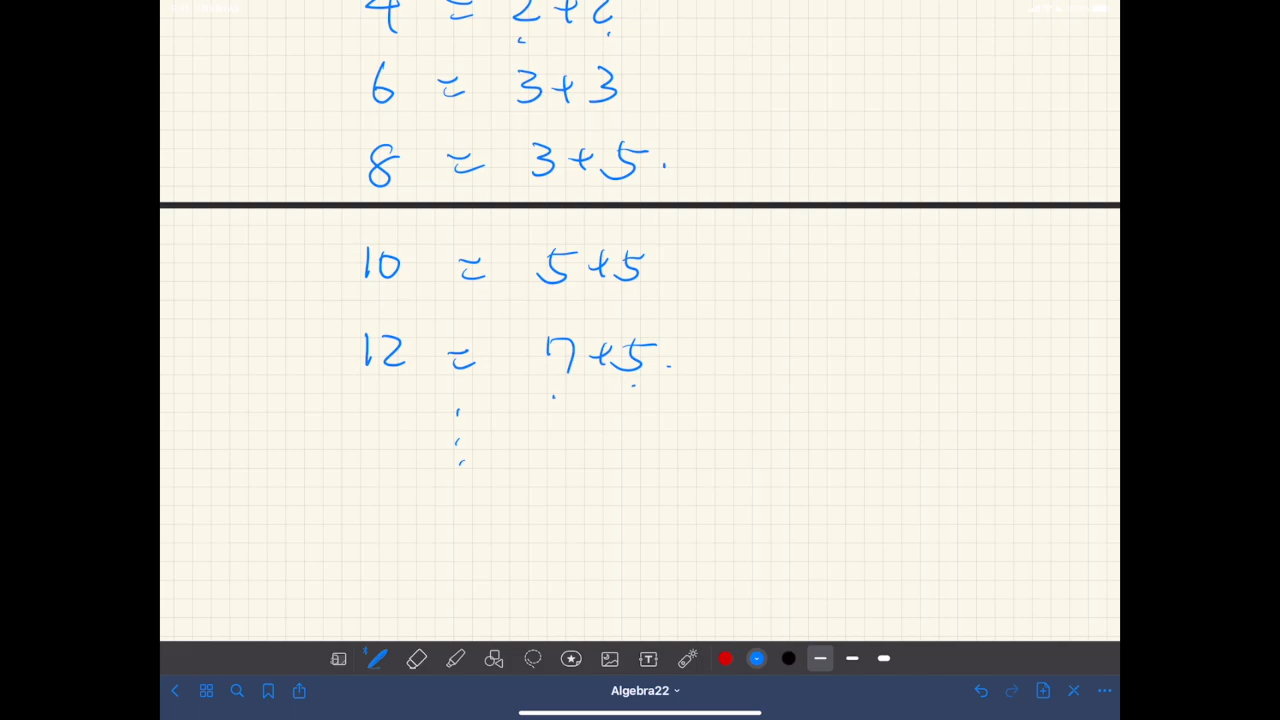 4 = 2+2
6 = 3+3
8 = 3+5.
10 = 5+5
12 = 7+5.
⋮
Algebra22